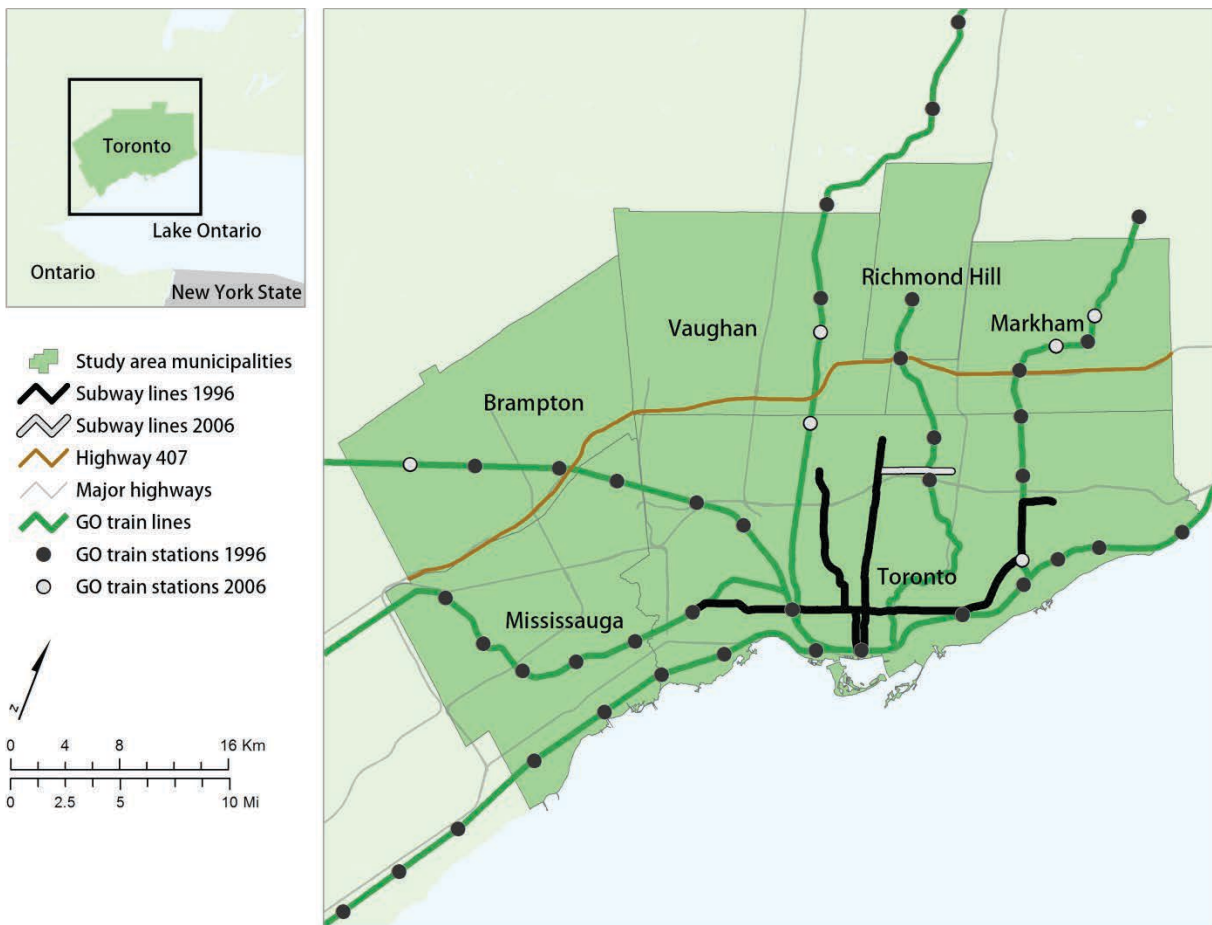 Toronto
Lake Ontario
Ontario
New York State
Study area municipalities
Subway lines 1996
Subway lines 2006
Highway 407
Major highways
GO train lines
GO train stations 1996
GO train stations 2006
N
0 4 8 16 Km
0 2.5 5 10 Mi
Richmond Hill
Vaughan
Markham
Brampton
Toronto
Mississauga